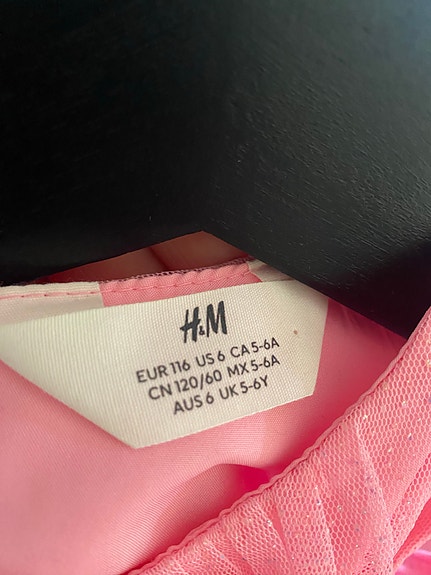 H&M
EUR 116 US 6 CA 5-6A
CN 120/60 MX 5-6A
AUS 6 UK 5-6Y